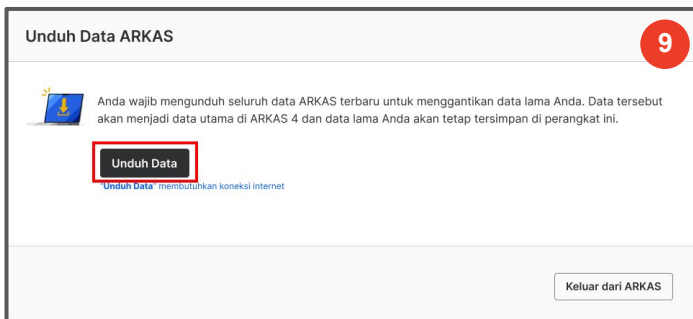 Unduh Data ARKAS
9
Anda wajib mengunduh seluruh data ARKAS terbaru untuk menggantikan data lama Anda. Data tersebut
akan menjadi data utama di ARKAS 4 dan data lama Anda akan tetap tersimpan di perangkat ini.
Unduh Data
"Unduh Data" membutuhkan koneksi internet
Keluar dari ARKAS